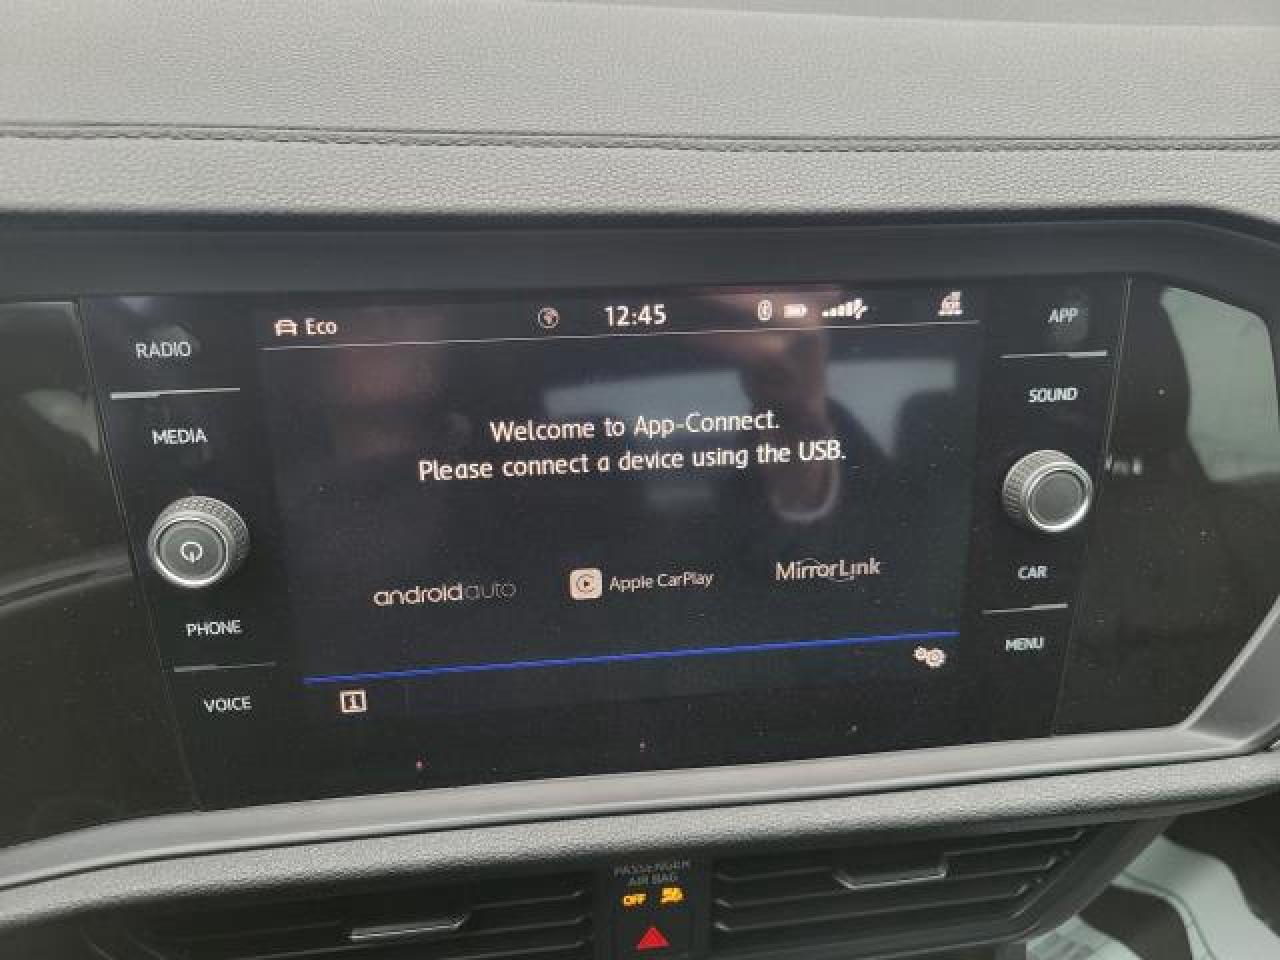 Eco
12:45
RADIO
MEDIA
PHONE
VOICE
Welcome to App-Connect.
Please connect a device using the USB.
androidauto
Apple CarPlay
MirrorLink
APP
SOUND
CAR
MENU
PASSENGER
AIR BAG
OFF